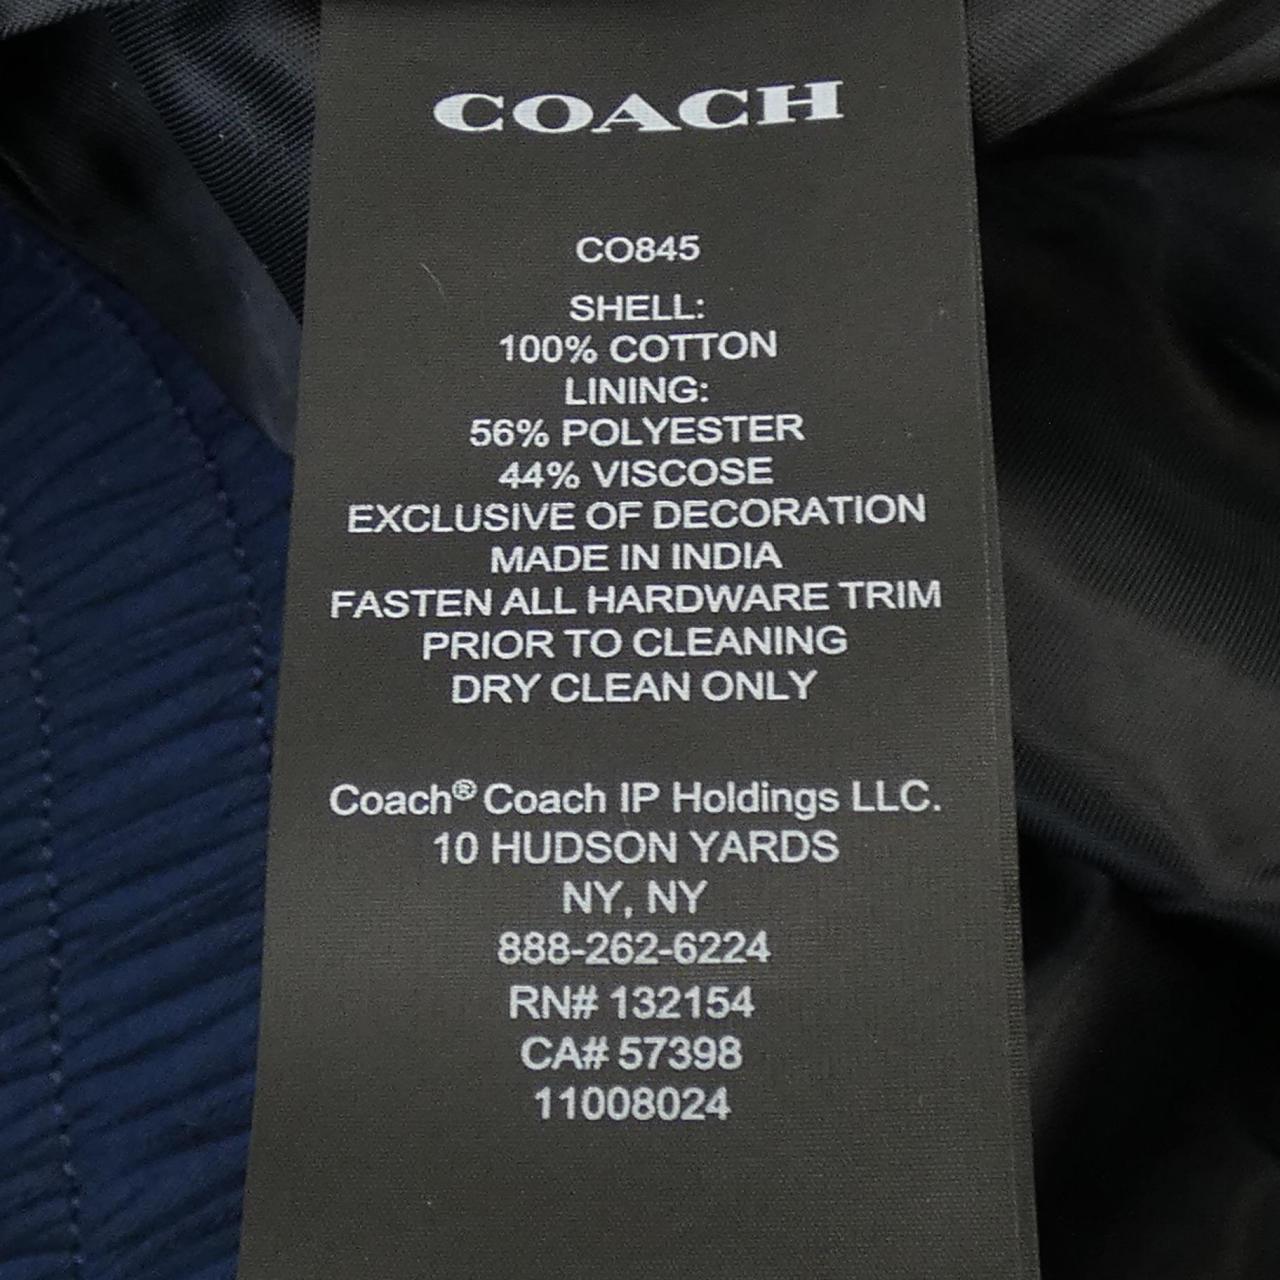 COACH
CO845
SHELL:
100% COTTON
LINING:
56% POLYESTER
44% VISCOSE
EXCLUSIVE OF DECORATION
MADE IN INDIA
FASTEN ALL HARDWARE TRIM
PRIOR TO CLEANING
DRY CLEAN ONLY
Coach® Coach IP Holdings LLC.
10 HUDSON YARDS
NY, NY
888-262-6224
RN# 132154
CA# 57398
11008024